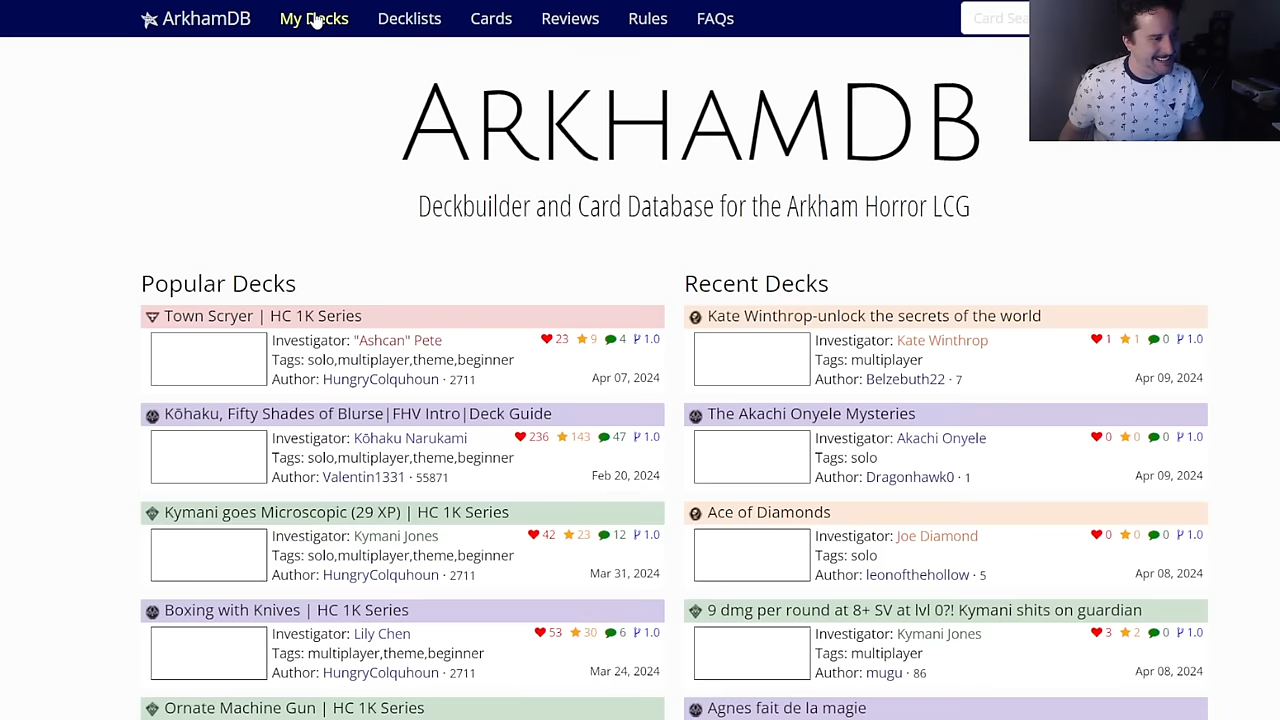 ArkhamDB My Decks Decklists Cards Reviews Rules FAQs Card Sea
ArkhamDB
Deckbuilder and Card Database for the Arkham Horror LCG
Popular Decks
Town Scryer | HC 1K Series
Investigator: "Ashcan" Pete 23 9 4 1.0
Tags: solo,multiplayer,theme,beginner
Author: HungryColquhoun · 2711 Apr 07, 2024
Kōhaku, Fifty Shades of Blurse|FHV Intro|Deck Guide
Investigator: Kōhaku Narukami 236 143 47 1.0
Tags: solo,multiplayer,theme,beginner
Author: Valentin1331 · 55871 Feb 20, 2024
Kymani goes Microscopic (29 XP) | HC 1K Series
Investigator: Kymani Jones 42 23 12 1.0
Tags: solo,multiplayer,theme,beginner
Author: HungryColquhoun · 2711 Mar 31, 2024
Boxing with Knives | HC 1K Series
Investigator: Lily Chen 53 30 6 1.0
Tags: multiplayer,theme,beginner
Author: HungryColquhoun · 2711 Mar 24, 2024
Ornate Machine Gun | HC 1K Series
Recent Decks
Kate Winthrop-unlock the secrets of the world
Investigator: Kate Winthrop 1 1 0 1.0
Tags: multiplayer
Author: Belzebuth22 · 7 Apr 09, 2024
The Akachi Onyele Mysteries
Investigator: Akachi Onyele 0 0 0 1.0
Tags: solo
Author: Dragonhawk0 · 1 Apr 09, 2024
Ace of Diamonds
Investigator: Joe Diamond 0 0 0 1.0
Tags: solo
Author: leonofthehollow · 5 Apr 08, 2024
9 dmg per round at 8+ SV at lvl 0?! Kymani shits on guardian
Investigator: Kymani Jones 3 2 0 1.0
Tags: multiplayer
Author: mugu · 86 Apr 08, 2024
Agnes fait de la magie